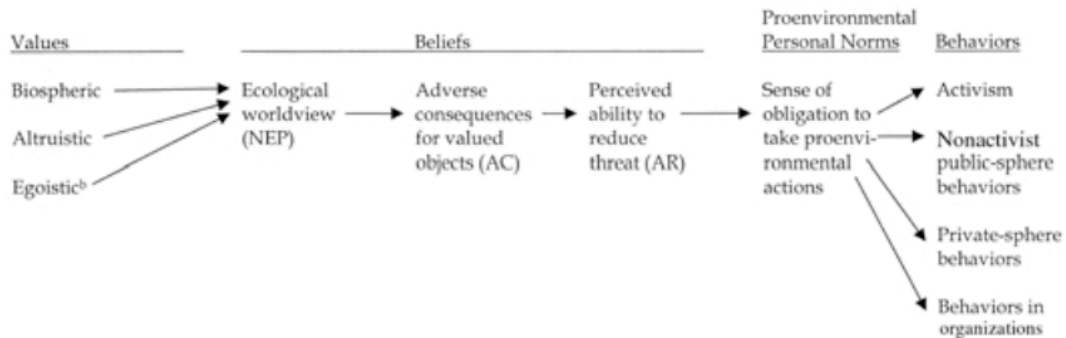 Values
Beliefs
Proenvironmental
Personal Norms
Behaviors
Biospheric
Altruistic
Egoisticᵇ
Ecological
worldview
(NEP)
Adverse
consequences
for valued
objects (AC)
Perceived
ability to
reduce
threat (AR)
Sense of
obligation to
take proenvi-
ronmental
actions
Activism
Nonactivist
public-sphere
behaviors
Private-sphere
behaviors
Behaviors in
organizations